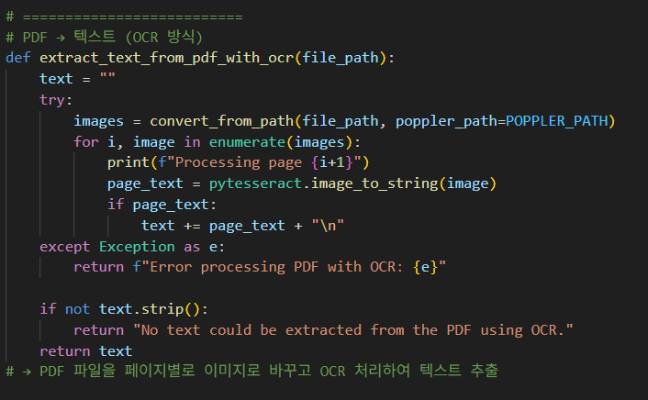 # ==========================
# PDF → 텍스트 (OCR 방식)
def extract_text_from_pdf_with_ocr(file_path):
    text = ""
    try:
        images = convert_from_path(file_path, poppler_path=POPPLER_PATH)
        for i, image in enumerate(images):
            print(f"Processing page {i+1}")
            page_text = pytesseract.image_to_string(image)
            if page_text:
                text += page_text + "\n"
    except Exception as e:
        return f"Error processing PDF with OCR: {e}"

    if not text.strip():
        return "No text could be extracted from the PDF using OCR."
    return text
# → PDF 파일을 페이지별로 이미지로 바꾸고 OCR 처리하여 텍스트 추출